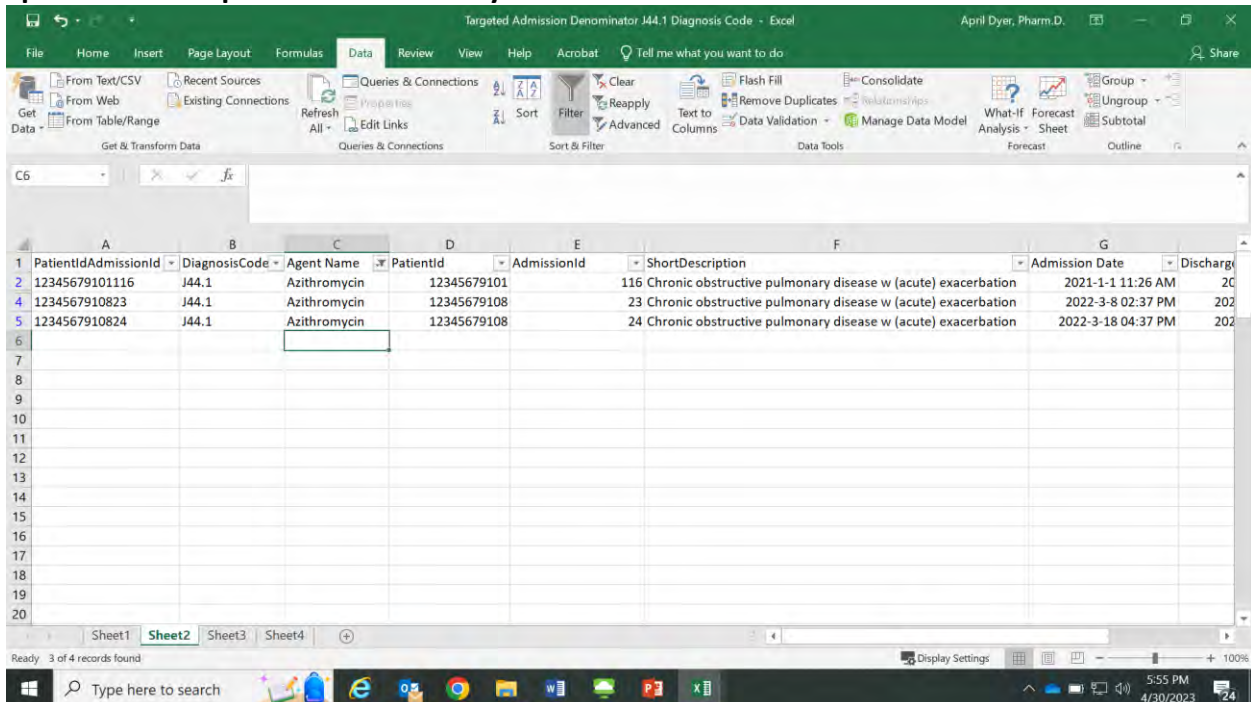 Targeted Admission Denominator J44.1 Diagnosis Code - Excel April Dyer, Pharm.D.
File Home Insert Page Layout Formulas Data Review View Help Acrobat Tell me what you want to do Share
From Text/CSV Recent Sources Queries & Connections Clear Flash Fill Consolidate Group
From Web Existing Connections Properties Reapply Remove Duplicates Relationships Ungroup
From Table/Range Edit Links Advanced Data Validation Manage Data Model Subtotal
Get Data Refresh All Sort Filter Text to Columns What-If Analysis Forecast Sheet
Get & Transform Data Queries & Connections Sort & Filter Data Tools Forecast Outline
C6 fx
A B C D E F G
1 PatientIdAdmissionId DiagnosisCode Agent Name PatientId AdmissionId ShortDescription Admission Date Discharge
2 12345679101116 J44.1 Azithromycin 12345679101 116 Chronic obstructive pulmonary disease w (acute) exacerbation 2021-1-1 11:26 AM 20
4 1234567910823 J44.1 Azithromycin 12345679108 23 Chronic obstructive pulmonary disease w (acute) exacerbation 2022-3-8 02:37 PM 202
5 1234567910824 J44.1 Azithromycin 12345679108 24 Chronic obstructive pulmonary disease w (acute) exacerbation 2022-3-18 04:37 PM 202
6
7
8
9
10
11
12
13
14
15
16
17
18
19
20
Sheet1 Sheet2 Sheet3 Sheet4
Ready 3 of 4 records found Display Settings 100%
Type here to search 5:55 PM
4/30/2023 24